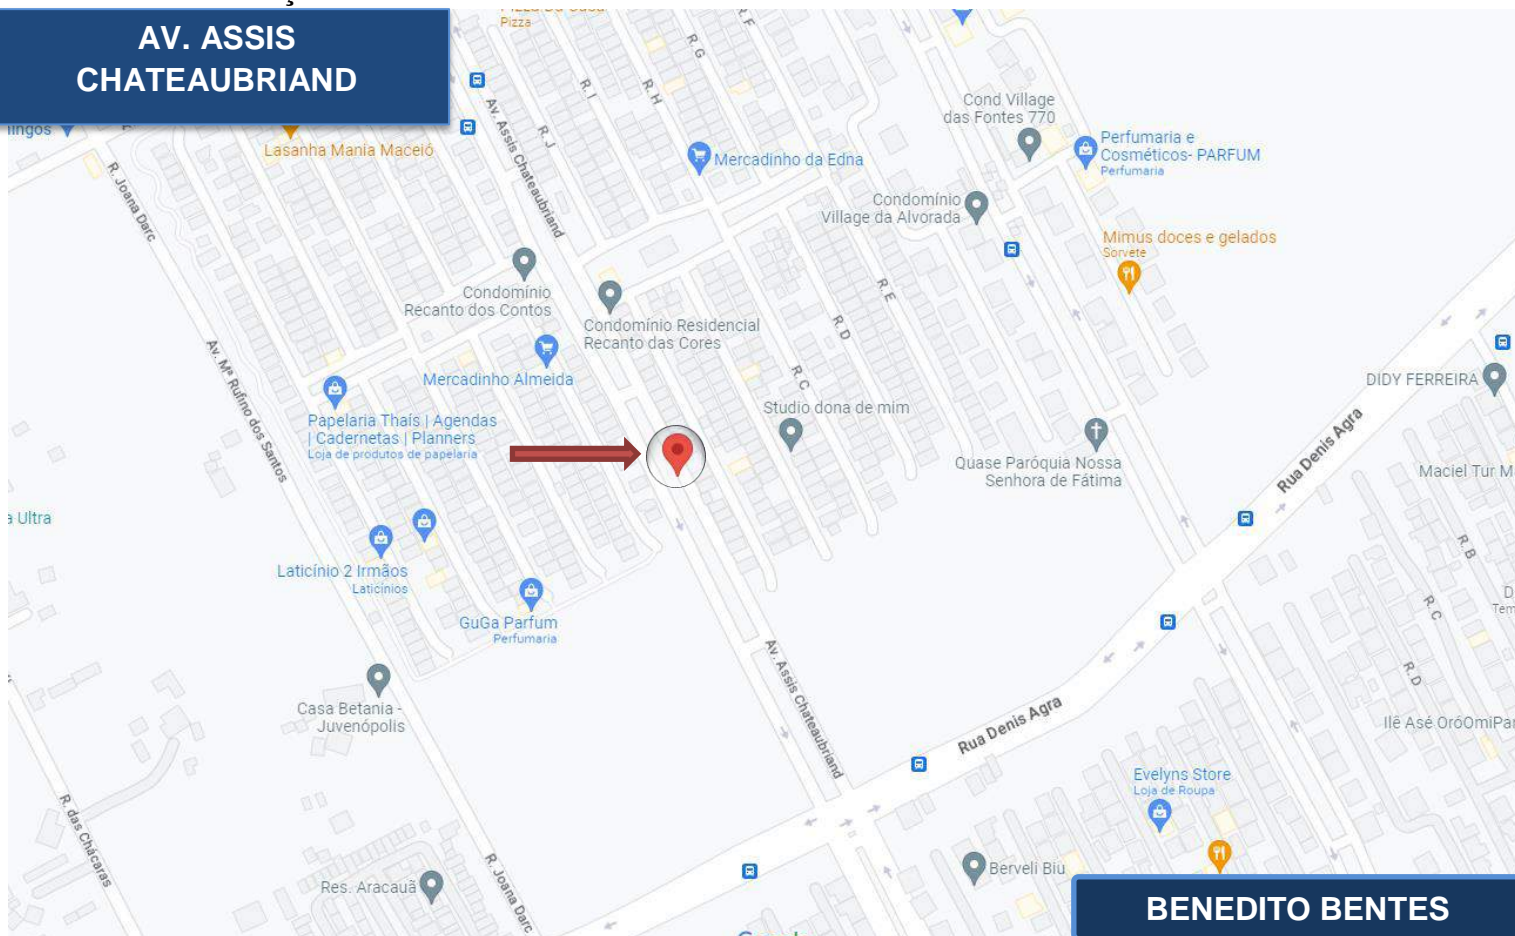 AV. ASSIS
CHATEAUBRIAND
Pizza
R. F
R. G
R. H
R. I
R. J
Av. Assis Chateaubriand
Lasanha Mania Maceió
R. Joana Darc
Mercadinho da Edna
Cond Village
das Fontes 770
Perfumaria e
Cosméticos- PARFUM
Perfumaria
Condomínio
Village da Alvorada
Mimus doces e gelados
Sorvete
Condomínio
Recanto dos Contos
Condomínio Residencial
Recanto das Cores
R. E
R. D
R. C
Av. Mª Rufino dos Santos
Mercadinho Almeida
DIDY FERREIRA
Papelaria Thaís | Agendas
| Cadernetas | Planners
Loja de produtos de papelaria
Studio dona de mim
Quase Paróquia Nossa
Senhora de Fátima
Rua Denis Agra
Maciel Tur M
a Ultra
Laticínio 2 Irmãos
Laticínios
R. B
R. C
R. D
GuGa Parfum
Perfumaria
Av. Assis Chateaubriand
Casa Betania -
Juvenópolis
Rua Denis Agra
Ilê Asé OróOmiPar
Evelyns Store
Loja de Roupa
R. das Chácaras
Res. Aracauã
R. Joana Darc
Berveli Biu
BENEDITO BENTES